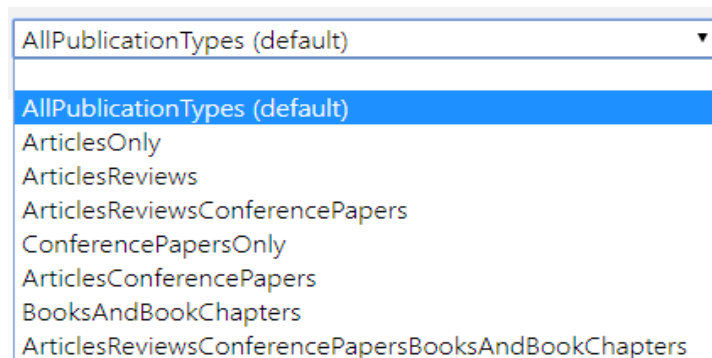 AllPublicationTypes (default)
AllPublicationTypes (default)
ArticlesOnly
ArticlesReviews
ArticlesReviewsConferencePapers
ConferencePapersOnly
ArticlesConferencePapers
BooksAndBookChapters
ArticlesReviewsConferencePapersBooksAndBookChapters